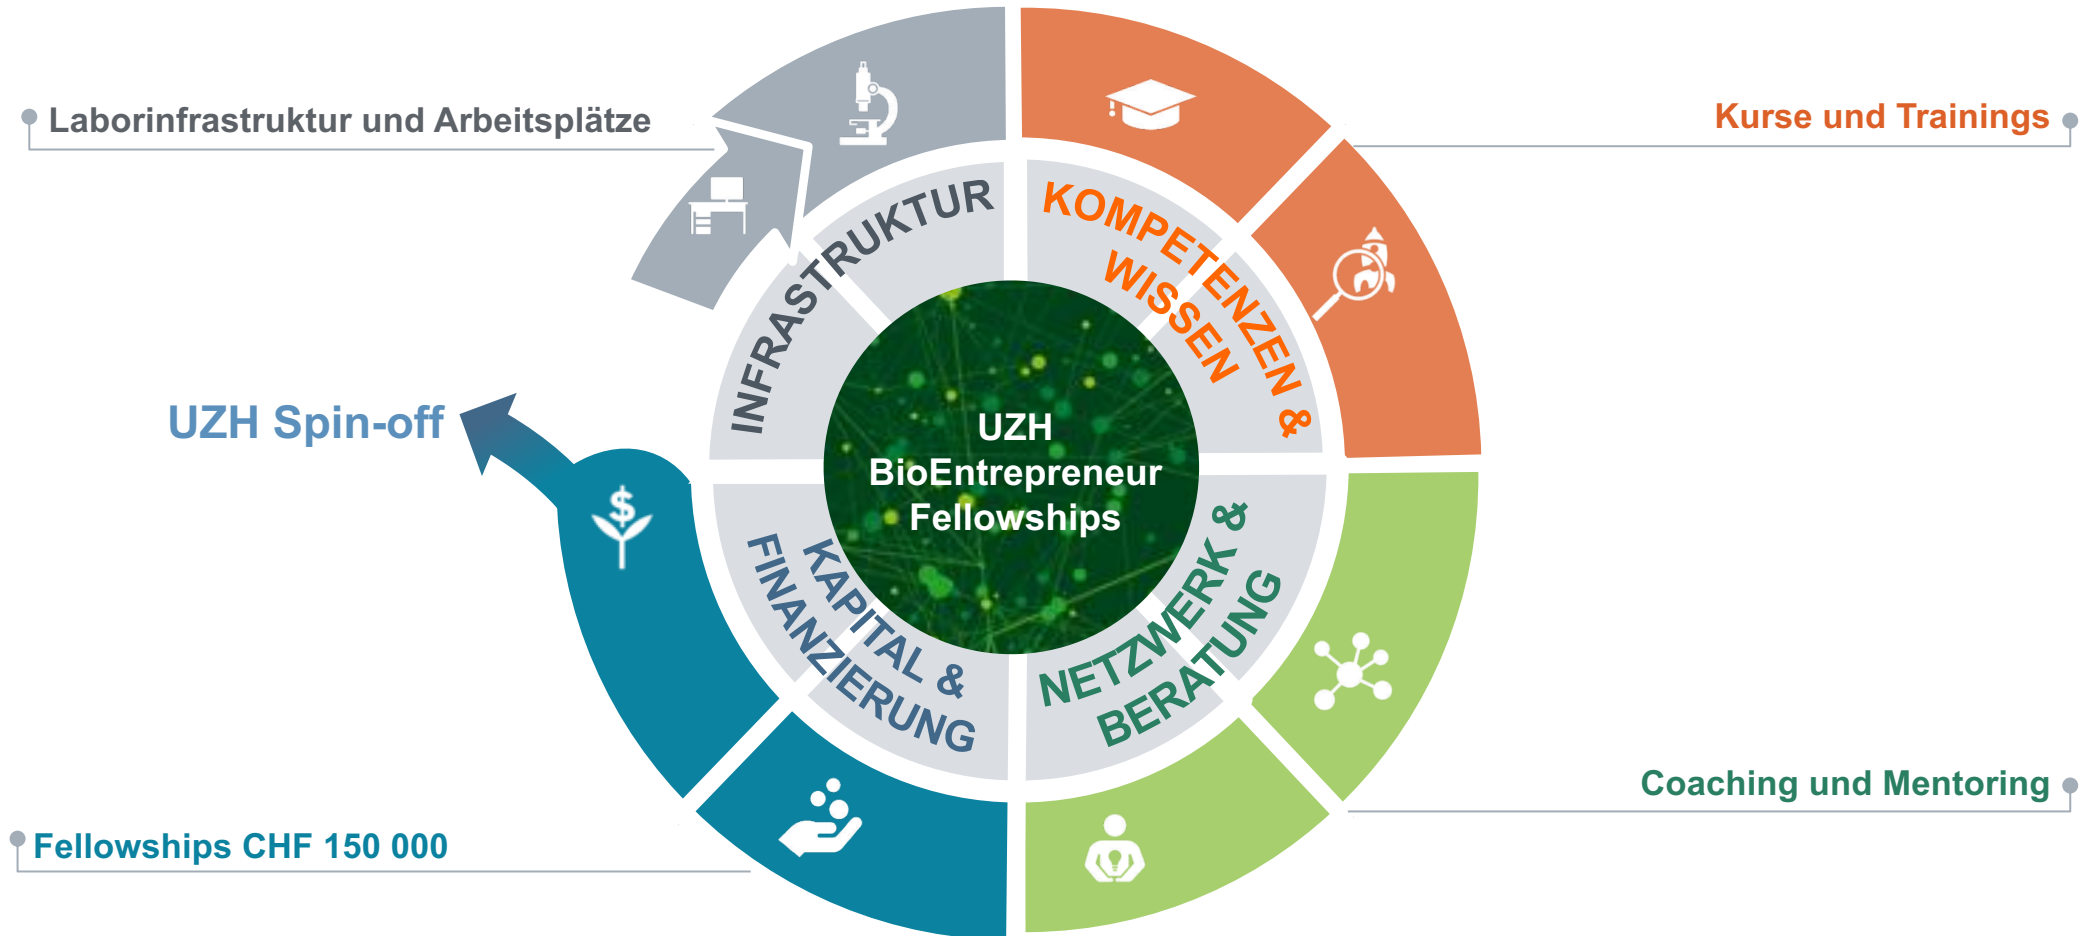 Laborinfrastruktur und Arbeitsplätze
Kurse und Trainings
INFRASTRUKTUR
KOMPETENZEN &
WISSEN
UZH Spin-off
UZH
BioEntrepreneur
Fellowships
KAPITAL &
FINANZIERUNG
NETZWERK &
BERATUNG
Coaching und Mentoring
Fellowships CHF 150 000
$